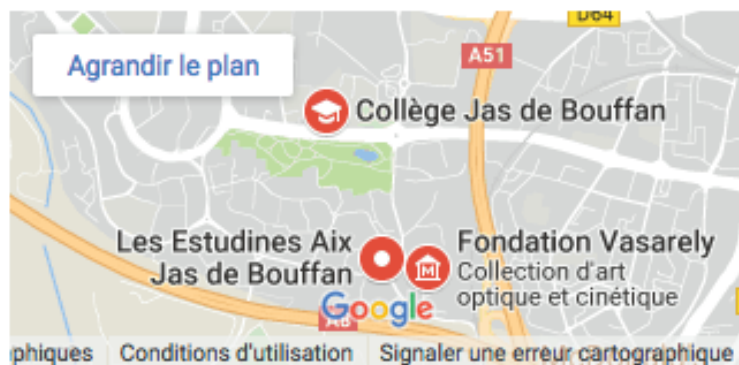 D64
Agrandir le plan
A51
Collège Jas de Bouffan
Les Estudines Aix
Jas de Bouffan
Fondation Vasarely
Collection d'art
optique et cinétique
Google
A8
phiques
Conditions d'utilisation
Signaler une erreur cartographique